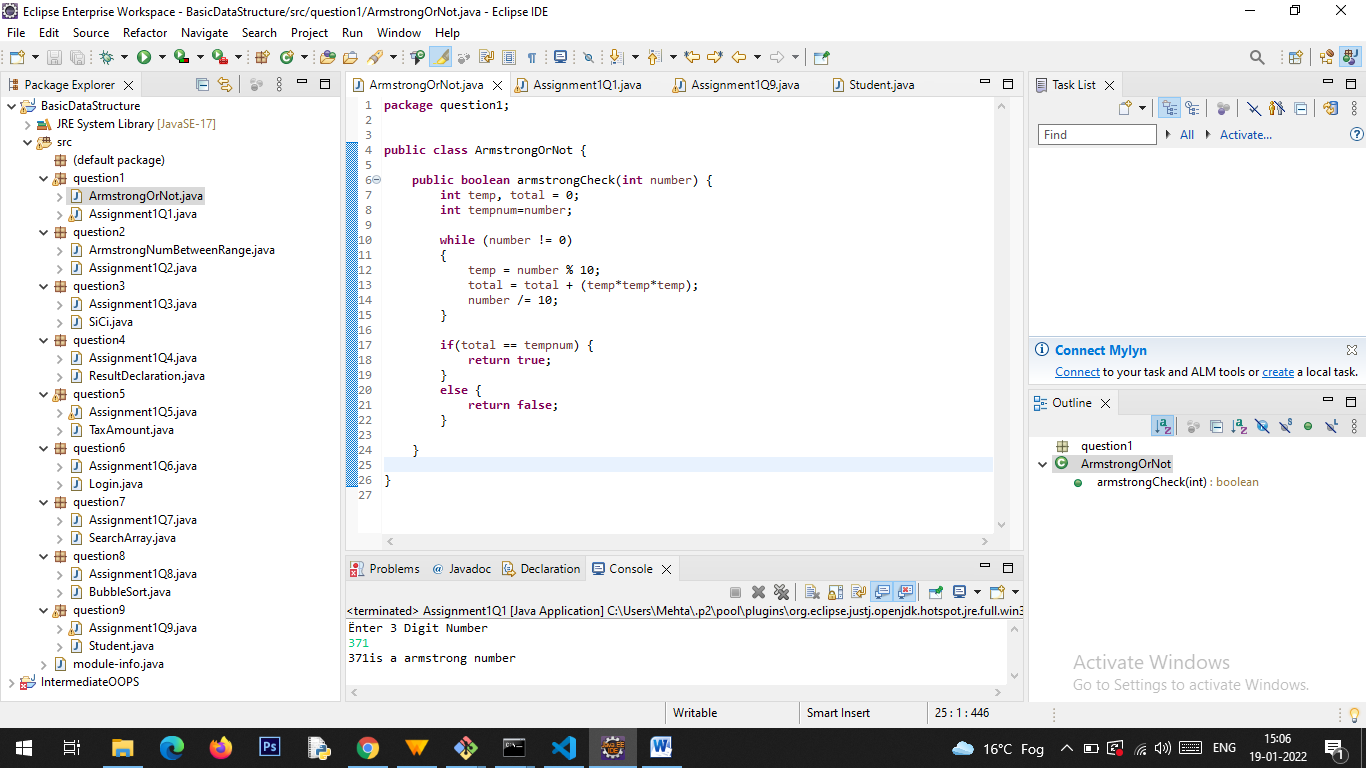 Eclipse Enterprise Workspace - BasicDataStructure/src/question1/ArmstrongOrNot.java - Eclipse IDE
File Edit Source Refactor Navigate Search Project Run Window Help
Package Explorer
BasicDataStructure
JRE System Library [JavaSE-17]
src
(default package)
question1
ArmstrongOrNot.java
Assignment1Q1.java
question2
ArmstrongNumBetweenRange.java
Assignment1Q2.java
question3
Assignment1Q3.java
SiCi.java
question4
Assignment1Q4.java
ResultDeclaration.java
question5
Assignment1Q5.java
TaxAmount.java
question6
Assignment1Q6.java
Login.java
question7
Assignment1Q7.java
SearchArray.java
question8
Assignment1Q8.java
BubbleSort.java
question9
Assignment1Q9.java
Student.java
module-info.java
IntermediateOOPS
ArmstrongOrNot.java Assignment1Q1.java Assignment1Q9.java Student.java
1 package question1;
2
3
4 public class ArmstrongOrNot {
5
6 public boolean armstrongCheck(int number) {
7 int temp, total = 0;
8 int tempnum=number;
9
10 while (number != 0)
11 {
12 temp = number % 10;
13 total = total + (temp*temp*temp);
14 number /= 10;
15 }
16
17 if(total == tempnum) {
18 return true;
19 }
20 else {
21 return false;
22 }
23
24 }
25
26 }
27
Problems @ Javadoc Declaration Console
<terminated> Assignment1Q1 [Java Application] C:\Users\Mehta\.p2\pool\plugins\org.eclipse.justj.openjdk.hotspot.jre.full.win3
Enter 3 Digit Number
371
371is a armstrong number
Task List
Find All Activate...
Connect Mylyn
Connect to your task and ALM tools or create a local task.
Outline
question1
ArmstrongOrNot
armstrongCheck(int) : boolean
Activate Windows
Go to Settings to activate Windows.
Writable Smart Insert 25 : 1 : 446
16°C Fog ENG 15:06
19-01-2022